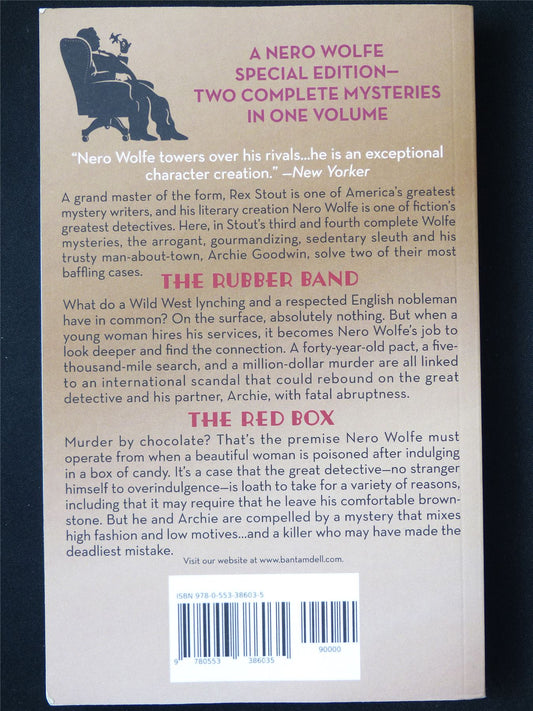 A NERO WOLFE
SPECIAL EDITION—
TWO COMPLETE MYSTERIES
IN ONE VOLUME
“Nero Wolfe towers over his rivals...he is an exceptional
character creation.” —New Yorker
A grand master of the form, Rex Stout is one of America’s greatest
mystery writers, and his literary creation Nero Wolfe is one of fiction’s
greatest detectives. Here, in Stout’s third and fourth complete Wolfe
mysteries, the arrogant, gourmandizing, sedentary sleuth and his
trusty man-about-town, Archie Goodwin, solve two of their most
baffling cases.
THE RUBBER BAND
What do a Wild West lynching and a respected English nobleman
have in common? On the surface, absolutely nothing. But when a
young woman hires his services, it becomes Nero Wolfe’s job to
look deeper and find the connection. A forty-year-old pact, a five-
thousand-mile search, and a million-dollar murder are all linked
to an international scandal that could rebound on the great
detective and his partner, Archie, with fatal abruptness.
THE RED BOX
Murder by chocolate? That’s the premise Nero Wolfe must
operate from when a beautiful woman is poisoned after indulging
in a box of candy. It’s a case that the great detective—no stranger
himself to overindulgence—is loath to take for a variety of reasons,
including that it may require that he leave his comfortable brown-
stone. But he and Archie are compelled by a mystery that mixes
high fashion and low motives...and a killer who may have made the
deadliest mistake.
Visit our website at www.bantamdell.com.
ISBN 978-0-553-38603-5
90000
9 780553 386035